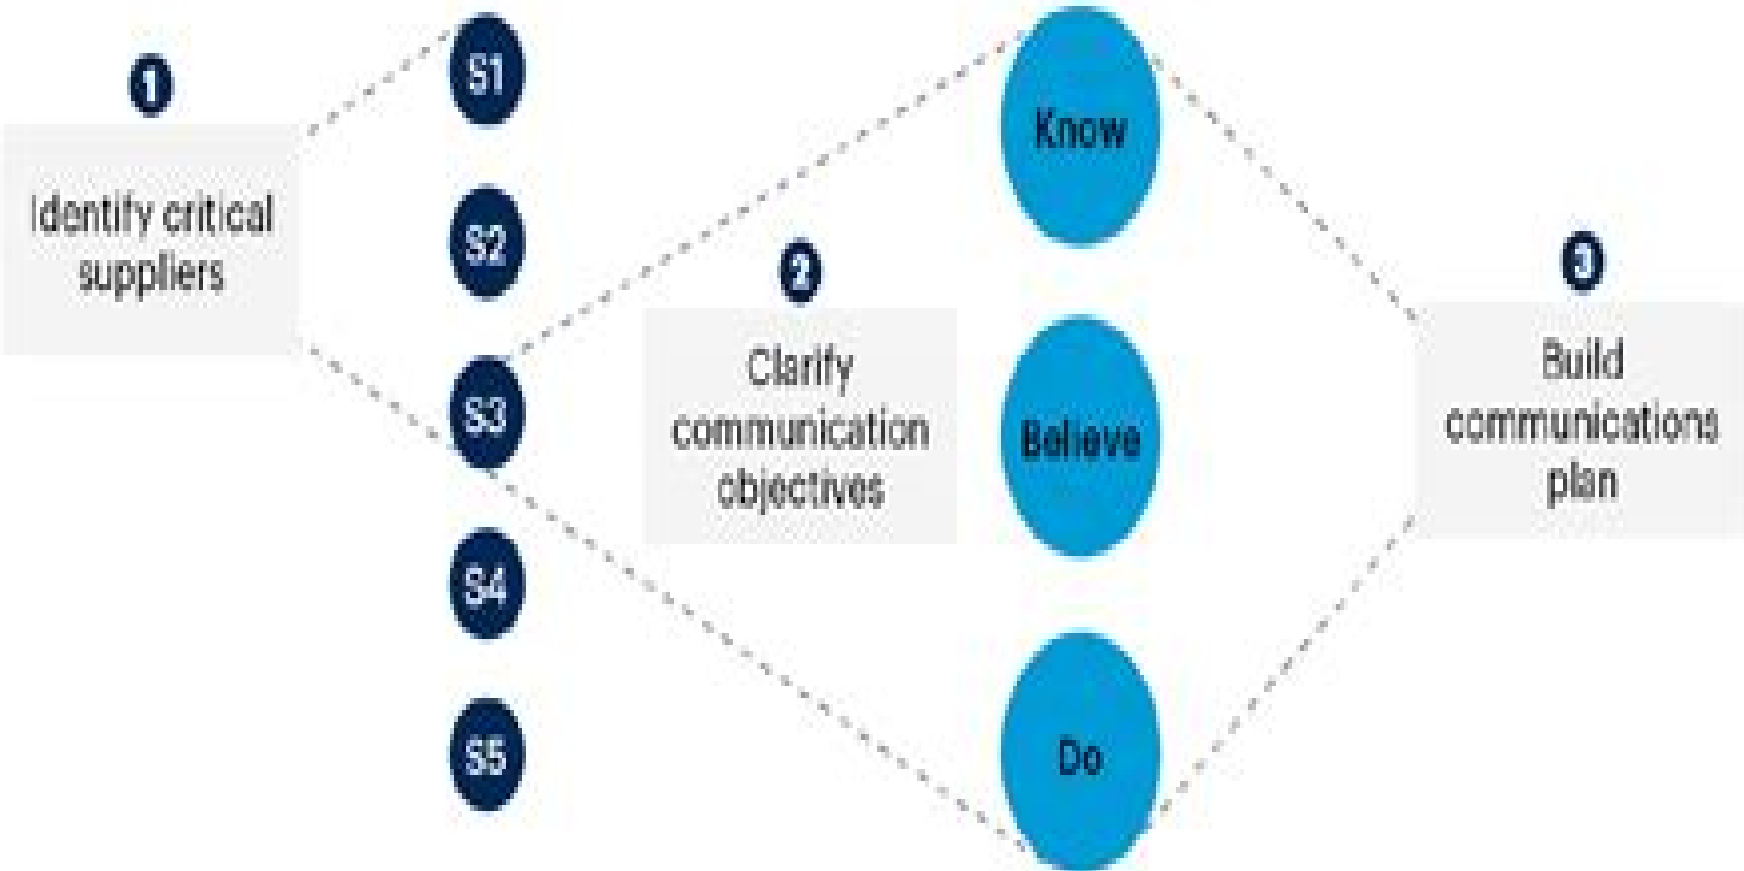 1
Identify critical
suppliers
S1
S2
S3
S4
S5
2
Clarify
communication
objectives
Know
Believe
Do
3
Build
communications
plan